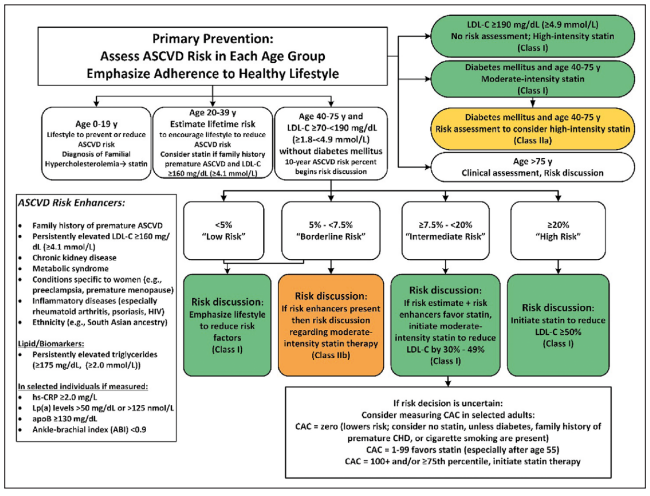 Primary Prevention:
Assess ASCVD Risk in Each Age Group
Emphasize Adherence to Healthy Lifestyle
LDL-C ≥190 mg/dL (≥4.9 mmol/L)
No risk assessment; High-intensity statin
(Class I)
Diabetes mellitus and age 40-75 y
Moderate-intensity statin
(Class I)
Diabetes mellitus and age 40-75 y
Risk assessment to consider high-intensity statin
(Class IIa)
Age >75 y
Clinical assessment, Risk discussion
Age 0-19 y
Lifestyle to prevent or reduce
ASCVD risk
Diagnosis of Familial
Hypercholesterolemia→ statin
Age 20-39 y
Estimate lifetime risk
to encourage lifestyle to reduce
ASCVD risk
Consider statin if family history
premature ASCVD and LDL-C
≥160 mg/dL (≥4.1 mmol/L)
Age 40-75 y and
LDL-C ≥70-<190 mg/dL
(≥1.8-<4.9 mmol/L)
without diabetes mellitus
10-year ASCVD risk percent
begins risk discussion
<5%
"Low Risk"
5% - <7.5%
"Borderline Risk"
≥7.5% - <20%
"Intermediate Risk"
≥20%
"High Risk"
Risk discussion:
Emphasize lifestyle
to reduce risk
factors
(Class I)
Risk discussion:
If risk enhancers present
then risk discussion
regarding moderate-
intensity statin therapy
(Class IIb)
Risk discussion:
If risk estimate + risk
enhancers favor statin,
initiate moderate-
intensity statin to reduce
LDL-C by 30% - 49%
(Class I)
Risk discussion:
Initiate statin to reduce
LDL-C ≥50%
(Class I)
If risk decision is uncertain:
Consider measuring CAC in selected adults:
CAC = zero (lowers risk; consider no statin, unless diabetes, family history of
premature CHD, or cigarette smoking are present)
CAC = 1-99 favors statin (especially after age 55)
CAC = 100+ and/or ≥75th percentile, initiate statin therapy
ASCVD Risk Enhancers:
• Family history of premature ASCVD
• Persistently elevated LDL-C ≥160 mg/
dL (≥4.1 mmol/L)
• Chronic kidney disease
• Metabolic syndrome
• Conditions specific to women (e.g.,
preeclampsia, premature menopause)
• Inflammatory diseases (especially
rheumatoid arthritis, psoriasis, HIV)
• Ethnicity (e.g., South Asian ancestry)
Lipid/Biomarkers:
• Persistently elevated triglycerides
(≥175 mg/dL, (≥2.0 mmol/L))
In selected individuals if measured:
• hs-CRP ≥2.0 mg/L
• Lp(a) levels >50 mg/dL or >125 nmol/L
• apoB ≥130 mg/dL
• Ankle-brachial index (ABI) <0.9